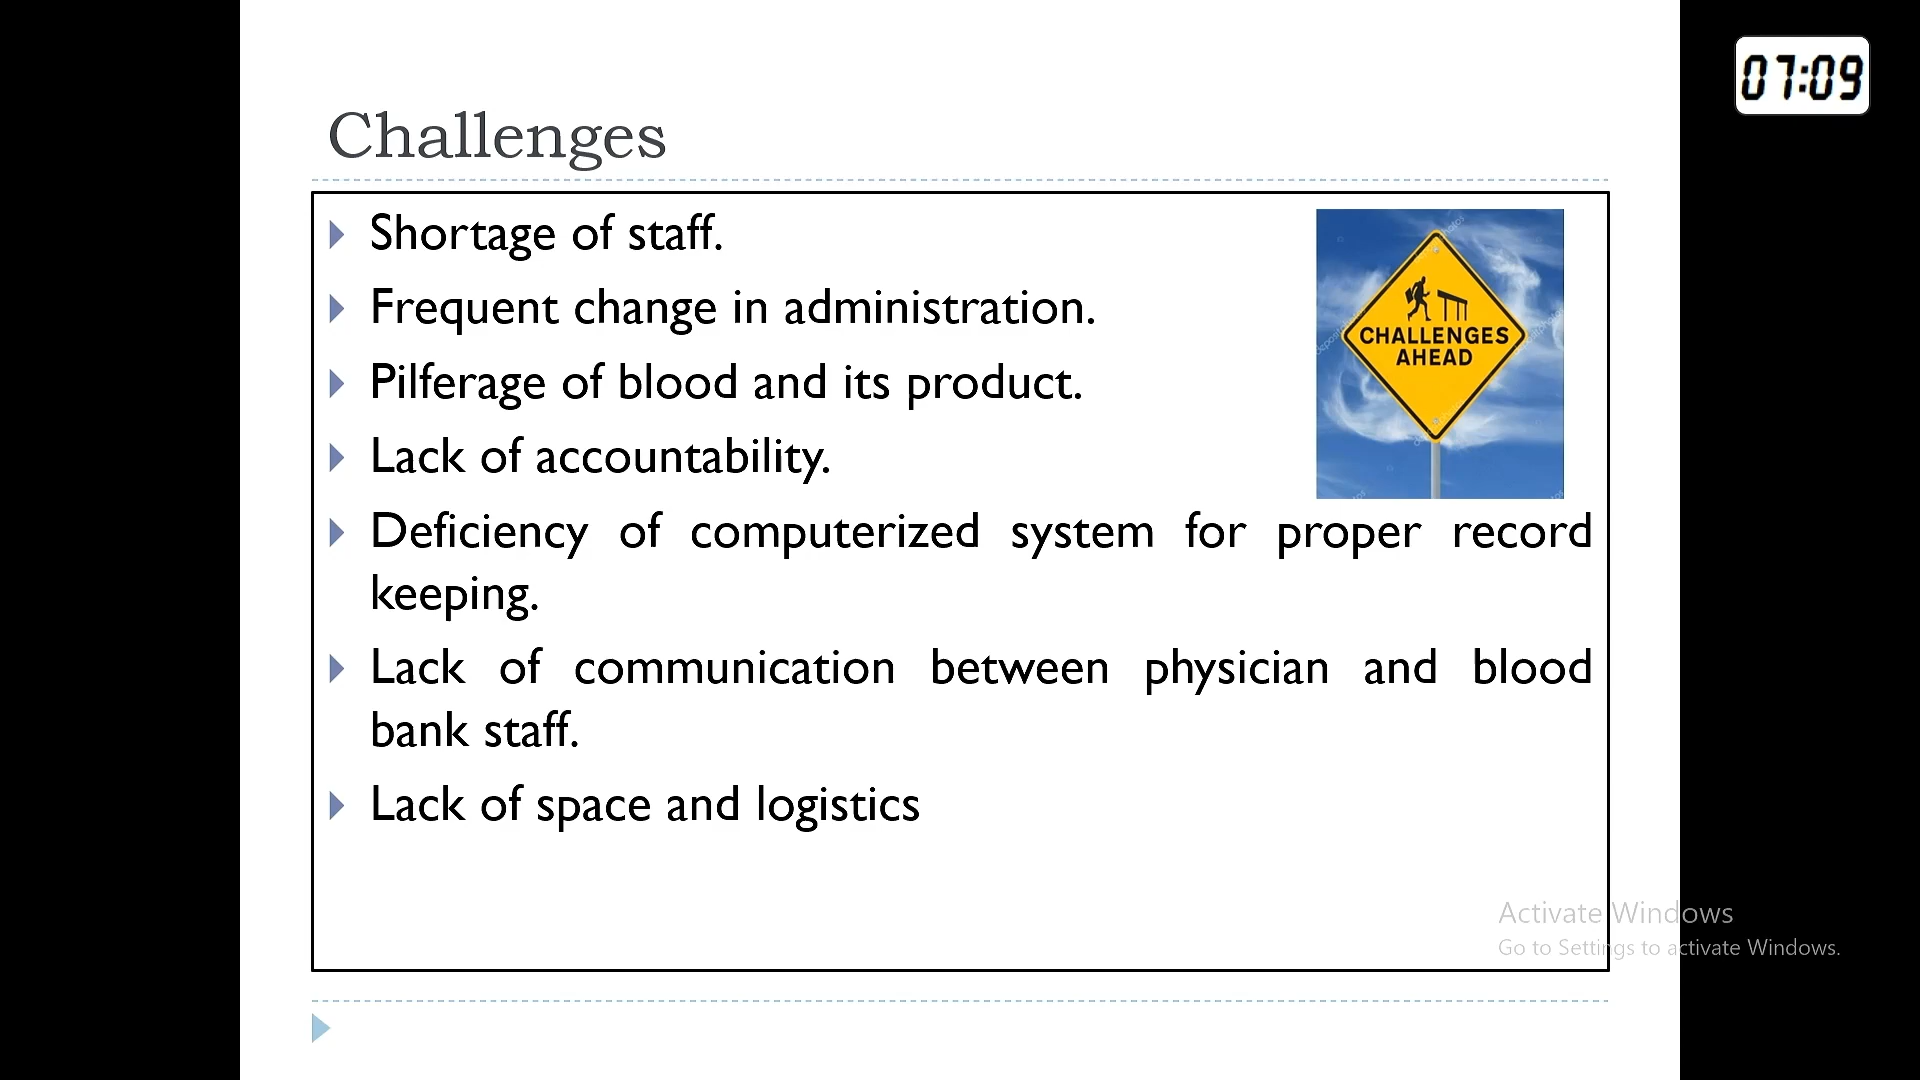 07:09
Challenges
Shortage of staff.
Frequent change in administration.
Pilferage of blood and its product.
Lack of accountability.
CHALLENGES
AHEAD
Deficiency of computerized system for proper record
keeping.
Lack of communication between physician and blood
bank staff.
Lack of space and logistics
Activate Windows
Go to Settings to activate Windows.